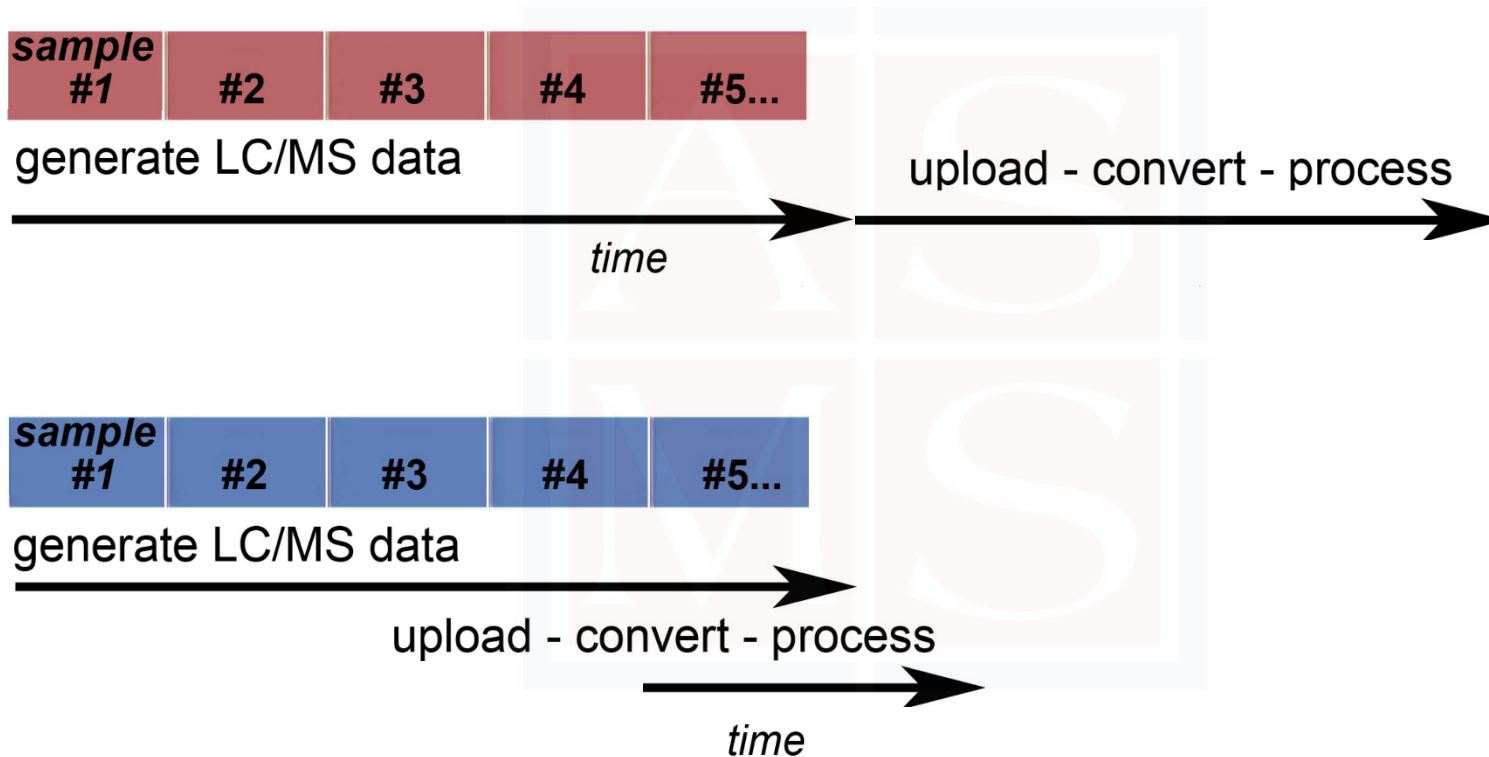 sample
#1 #2 #3 #4 #5...
generate LC/MS data
upload - convert - process
time
sample
#1 #2 #3 #4 #5...
generate LC/MS data
upload - convert - process
time
A S
M S